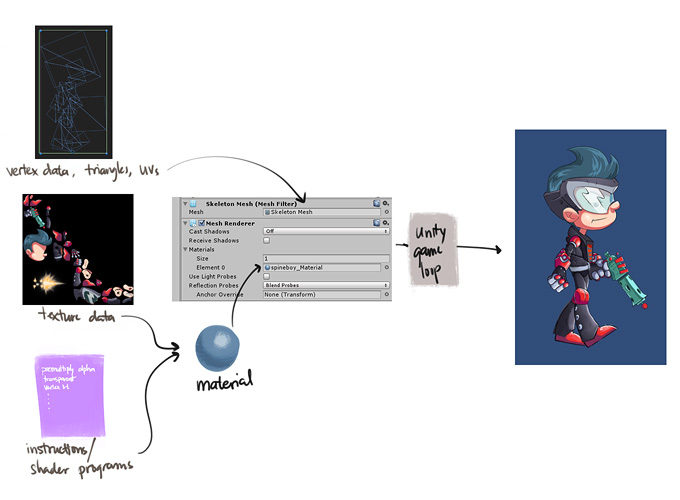 vertex data, triangles, UVs
Skeleton Mesh (Mesh Filter)
Mesh
Skeleton Mesh
Mesh Renderer
Cast Shadows
Off
Receive Shadows
Materials
Size
1
Element 0
spineboy_Material
Use Light Probes
Reflection Probes
Blend Probes
Anchor Override
None (Transform)
unity
game
loop
texture data
material
premultiply alpha
transparent
instructions/
shader programs